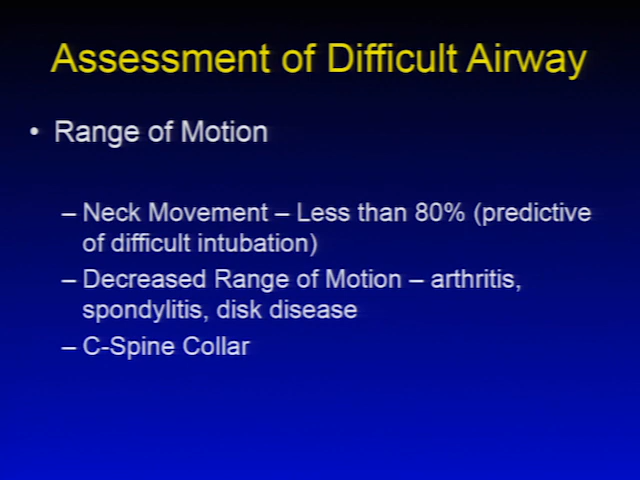 Assessment of Difficult Airway
• Range of Motion
– Neck Movement – Less than 80% (predictive
of difficult intubation)
– Decreased Range of Motion – arthritis,
spondylitis, disk disease
– C-Spine Collar